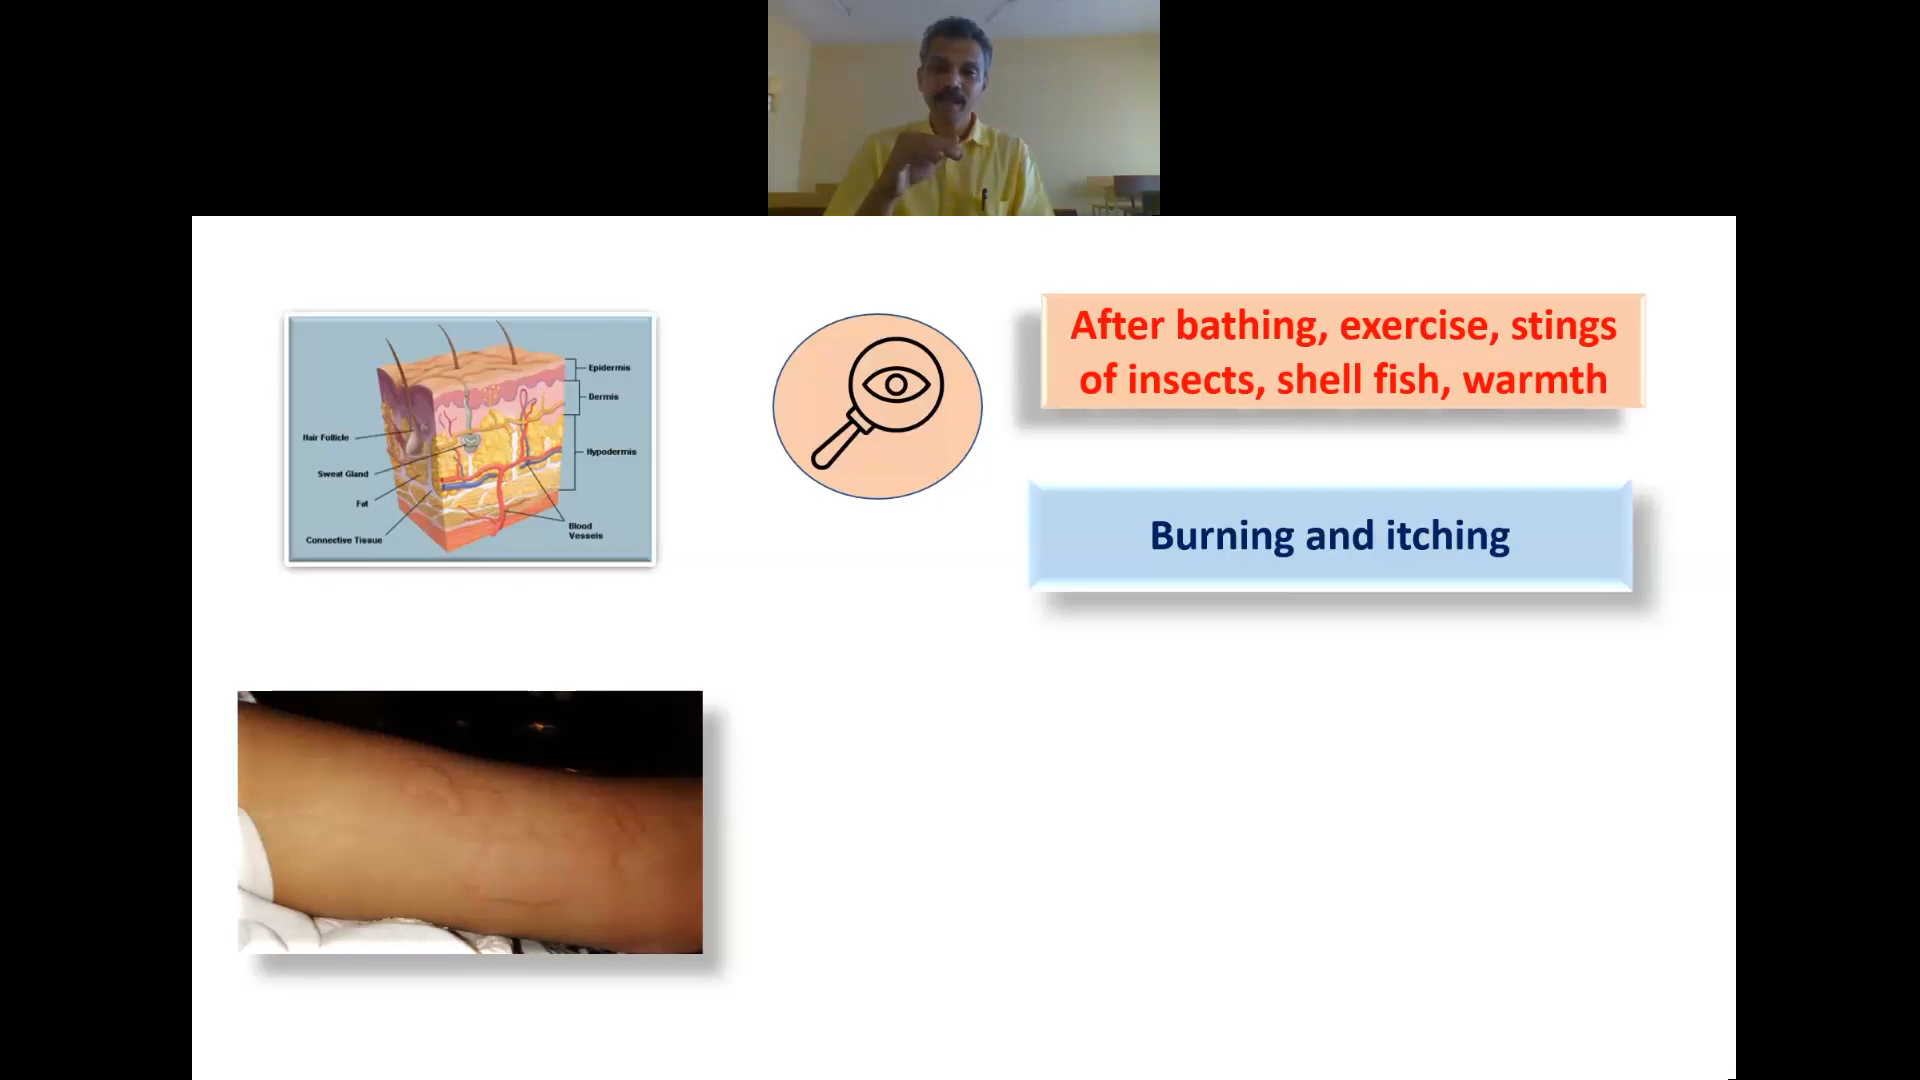 Epidermis
Dermis
Hair Follicle
Hypodermis
Sweat Gland
Fat
Blood
Vessels
Connective Tissue
After bathing, exercise, stings
of insects, shell fish, warmth
Burning and itching